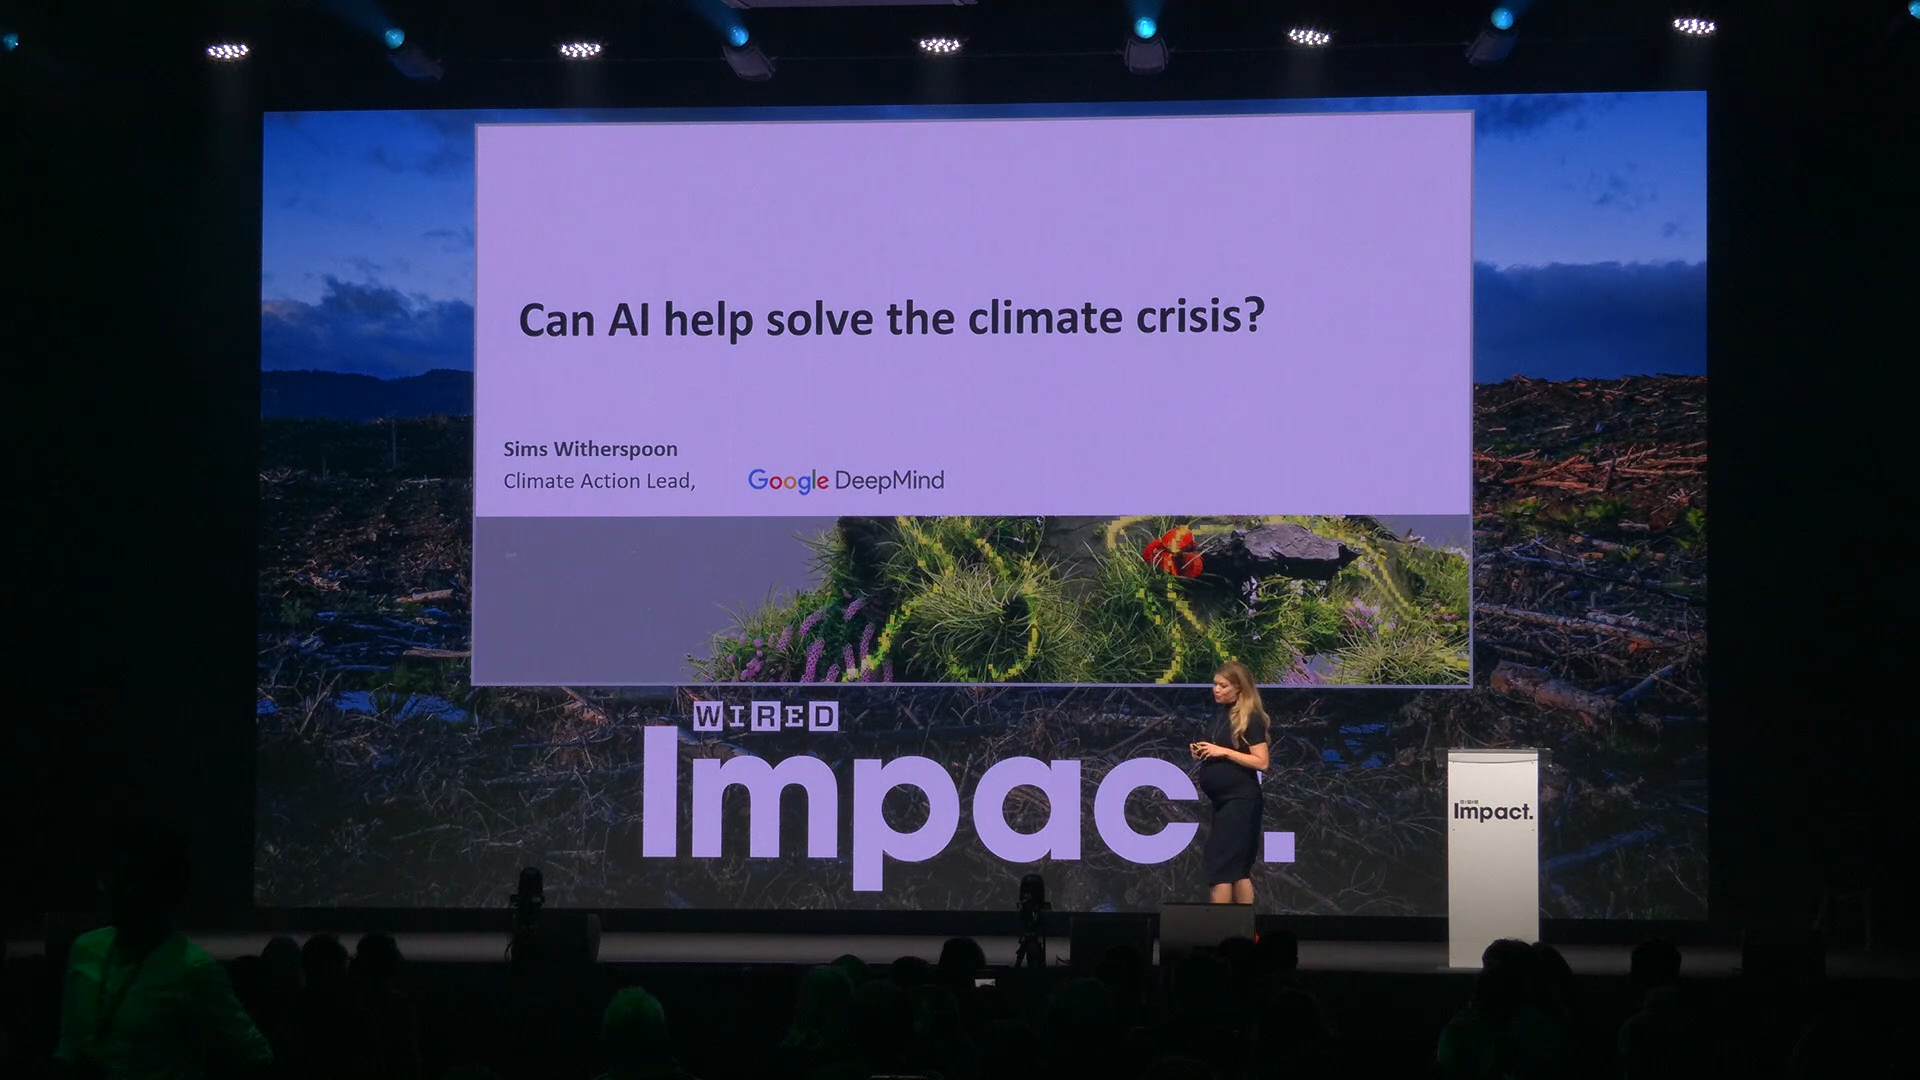 Can AI help solve the climate crisis?
Sims Witherspoon
Climate Action Lead,
Google DeepMind
WIRED
Impac .
Impact.